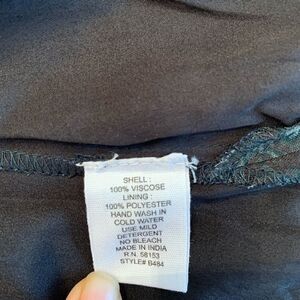 SHELL :
100% VISCOSE
LINING :
100% POLYESTER
HAND WASH IN
COLD WATER
USE MILD
DETERGENT
NO BLEACH
MADE IN INDIA
R.N. 58153
STYLE# B484